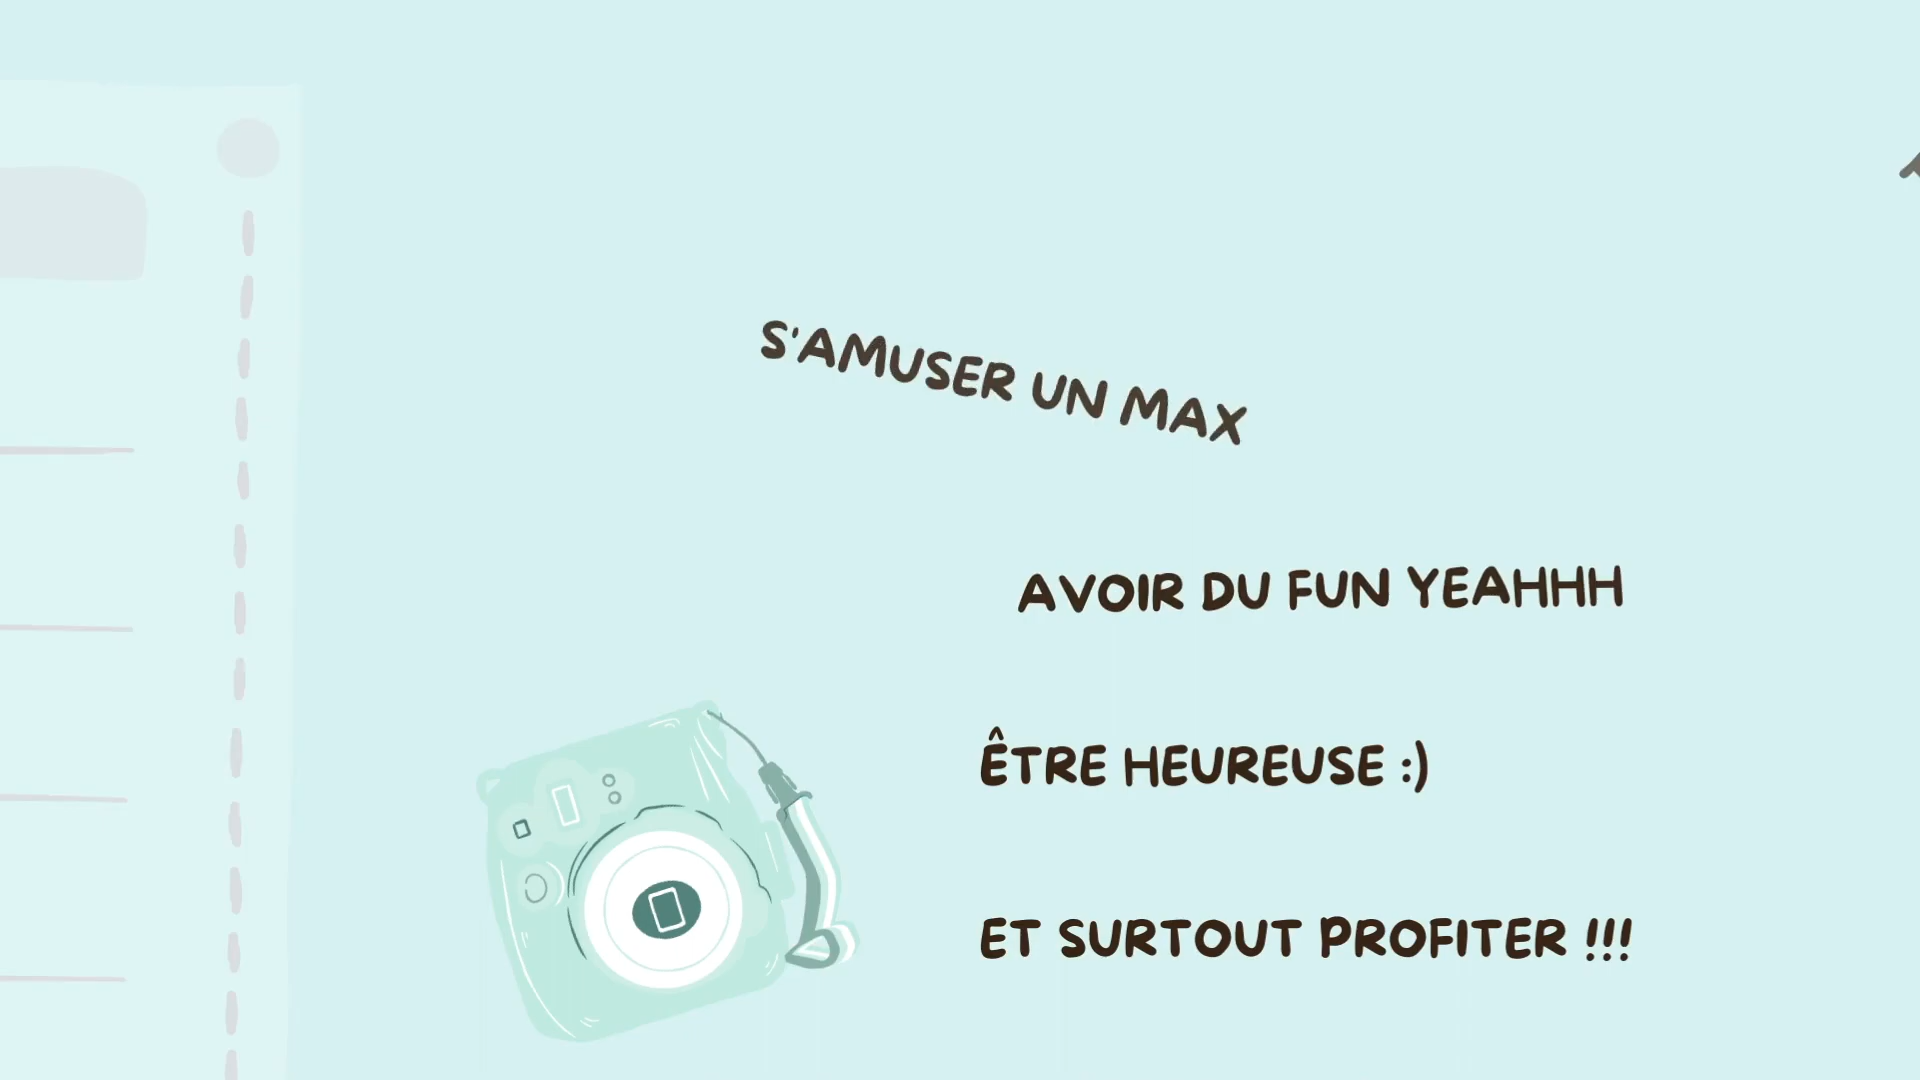 S'AMUSER UN MAX
AVOIR DU FUN YEAHHH
ÊTRE HEUREUSE :)
ET SURTOUT PROFITER !!!